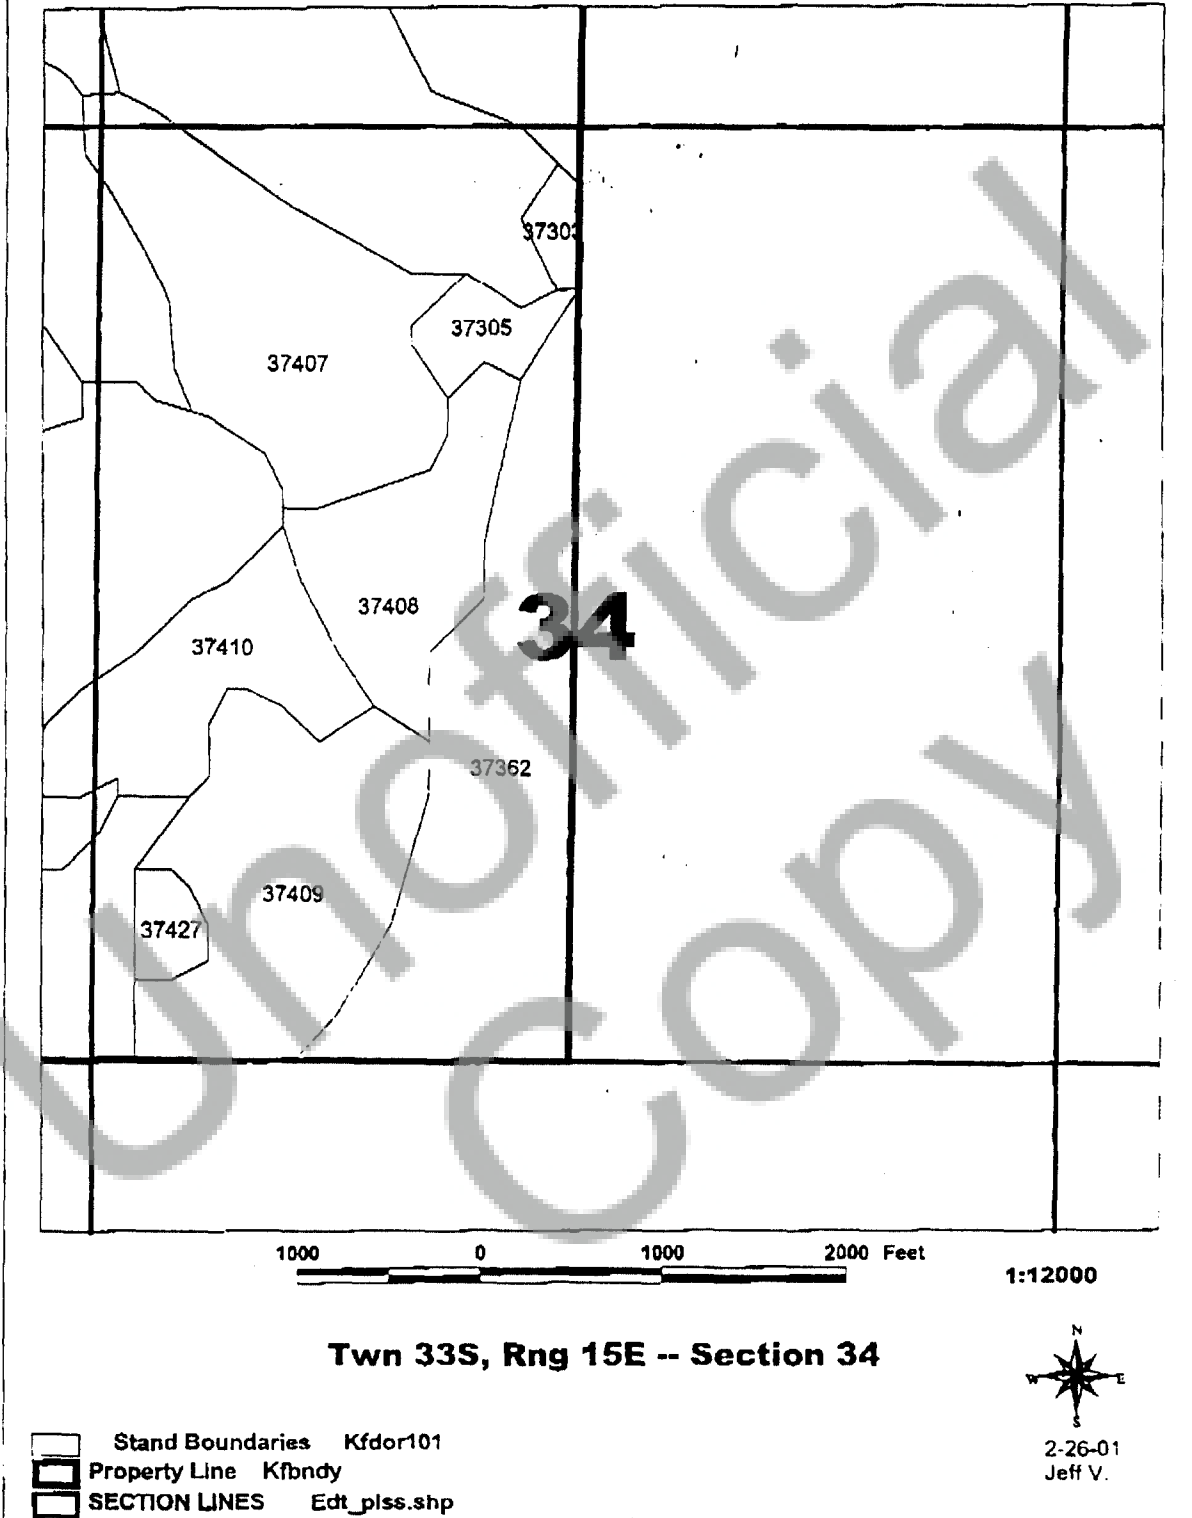 37303
37305
37407
37408
34
37410
37362
37409
37427
Unofficial
Copy
1000 0 1000 2000 Feet
1:12000
Twn 33S, Rng 15E -- Section 34
N
W E
S
Stand Boundaries Kfdor101
2-26-01
Property Line Kfbndy
Jeff V.
SECTION LINES Edt_plss.shp